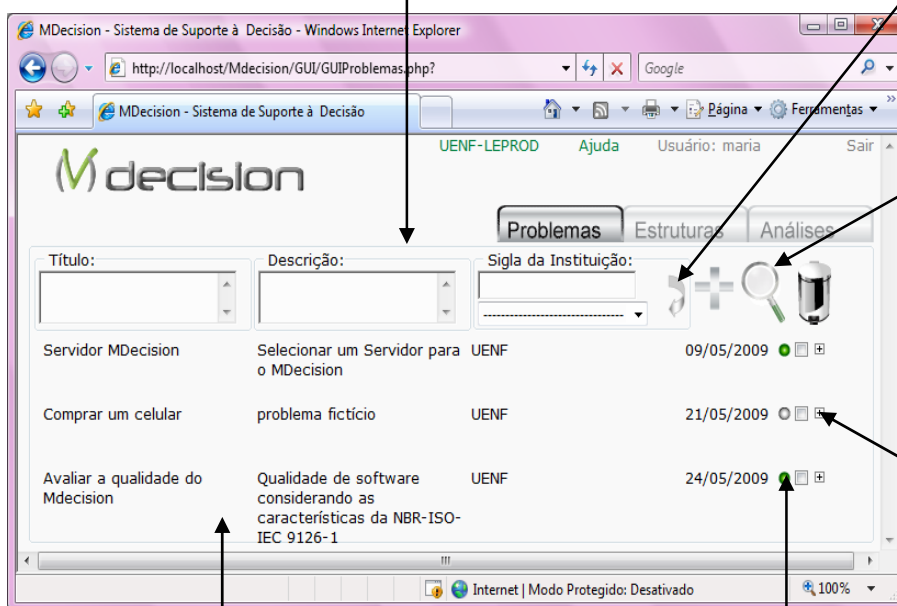 MDecision - Sistema de Suporte à Decisão - Windows Internet Explorer
http://localhost/Mdecision/GUI/GUIProblemas.php?
Google
MDecision - Sistema de Suporte à Decisão
Página
Ferramentas
UENF-LEPROD Ajuda Usuário: maria Sair
Mdecision
Problemas Estruturas Análises
Título: Descrição: Sigla da Instituição:
--------------------------------
Servidor MDecision Selecionar um Servidor para UENF 09/05/2009
o MDecision
Comprar um celular problema fictício UENF 21/05/2009
Avaliar a qualidade do Qualidade de software UENF 24/05/2009
Mdecision considerando as
características da NBR-ISO-
IEC 9126-1
Internet | Modo Protegido: Desativado 100%